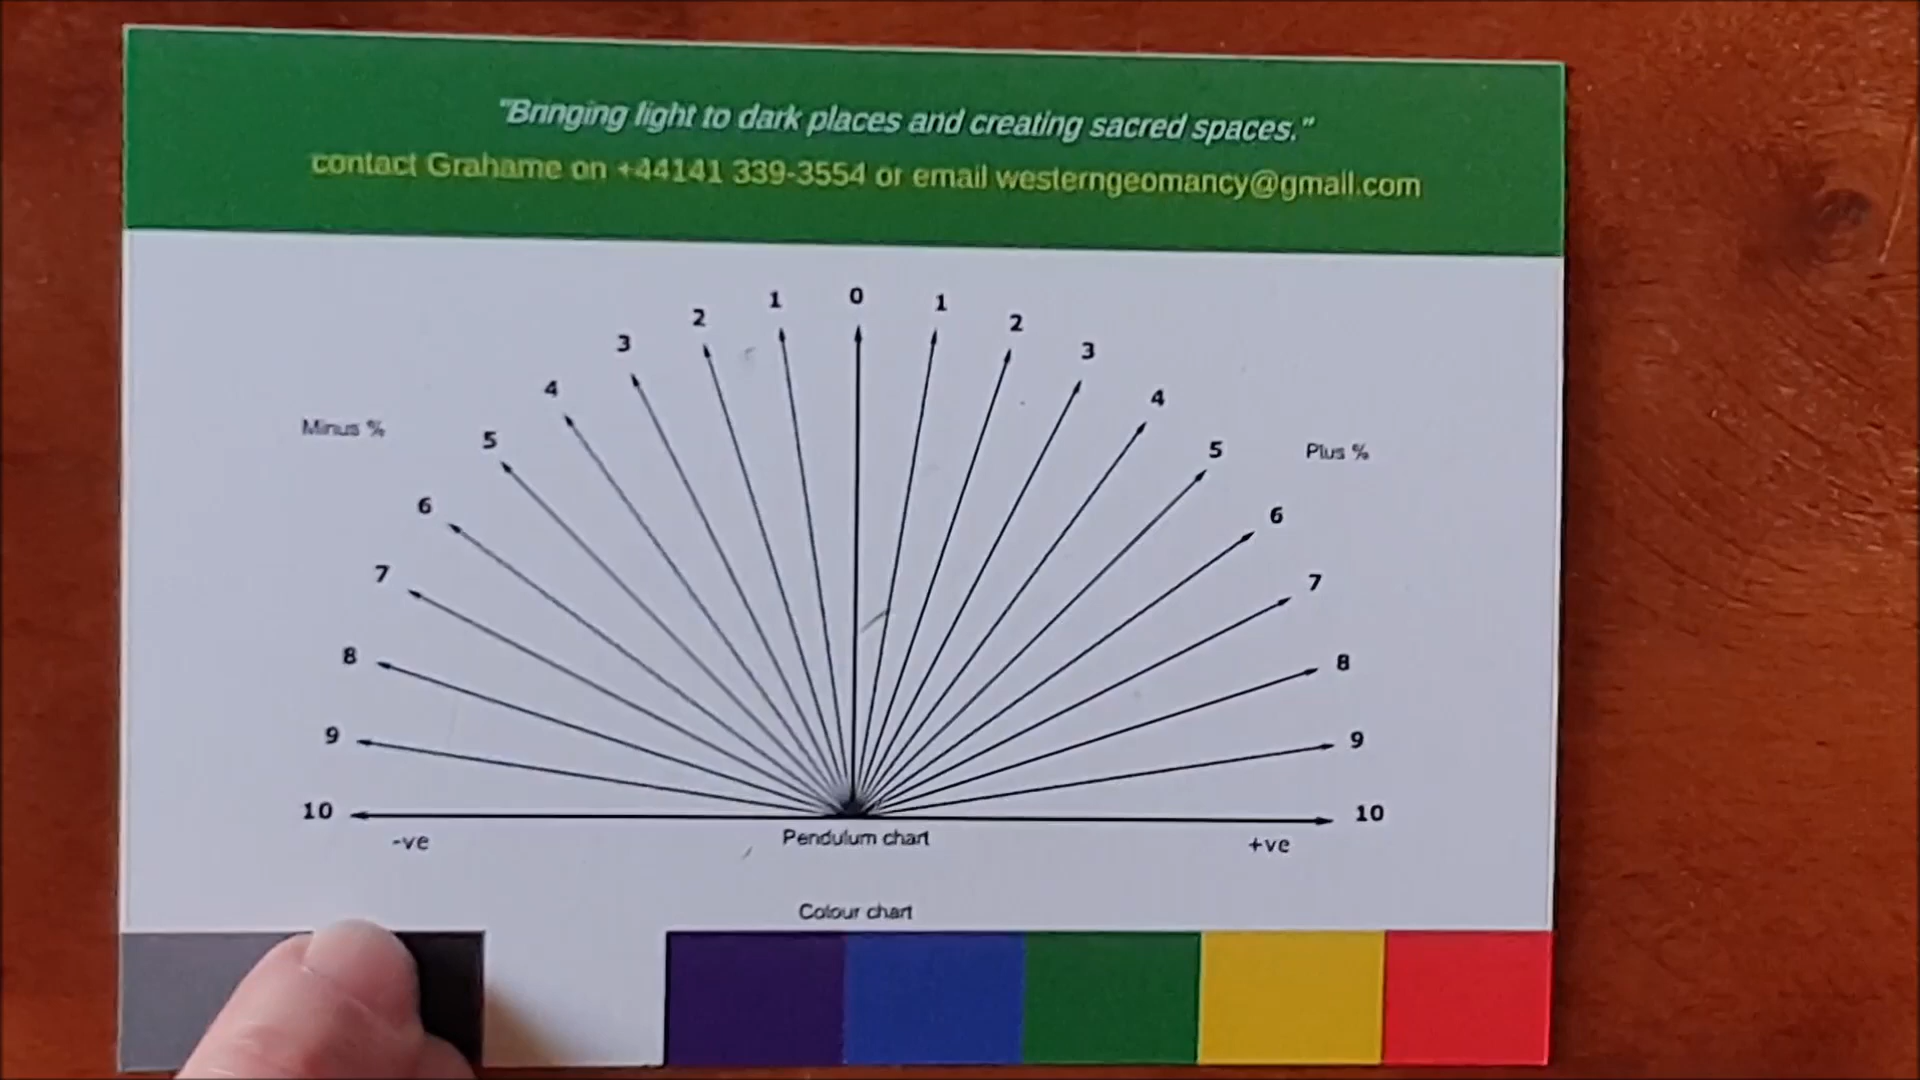 "Bringing light to dark places and creating sacred spaces."
contact Grahame on +44141 339-3554 or email westerngeomancy@gmail.com
0
1 1
2 2
3 3
4 4
Minus % 5 5 Plus %
6 6
7 7
8 8
9 9
10 10
-ve Pendulum chart +ve
Colour chart